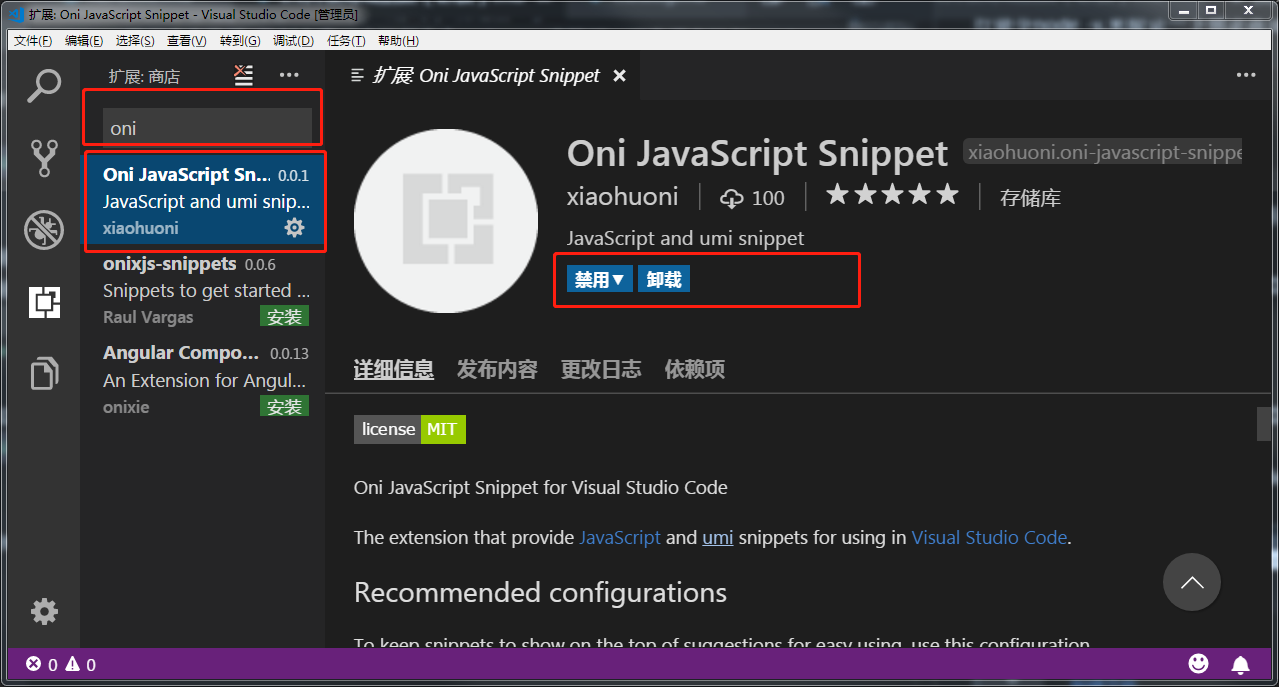 扩展: Oni JavaScript Snippet - Visual Studio Code [管理员]
文件(F) 编辑(E) 选择(S) 查看(V) 转到(G) 调试(D) 任务(T) 帮助(H)
扩展: 商店
oni
Oni JavaScript Sn... 0.0.1
JavaScript and umi snip...
xiaohuoni
onixjs-snippets 0.0.6
Snippets to get started ...
Raul Vargas 安装
Angular Compo... 0.0.13
An Extension for Angul...
onixie 安装
扩展: Oni JavaScript Snippet
Oni JavaScript Snippet xiaohuoni.oni-javascript-snippe
xiaohuoni 100 存储库
JavaScript and umi snippet
禁用▼ 卸载
详细信息 发布内容 更改日志 依赖项
license MIT
Oni JavaScript Snippet for Visual Studio Code
The extension that provide JavaScript and umi snippets for using in Visual Studio Code.
Recommended configurations
To keep snippets to show on the top of suggestions for easy using, use this configuration
0 0